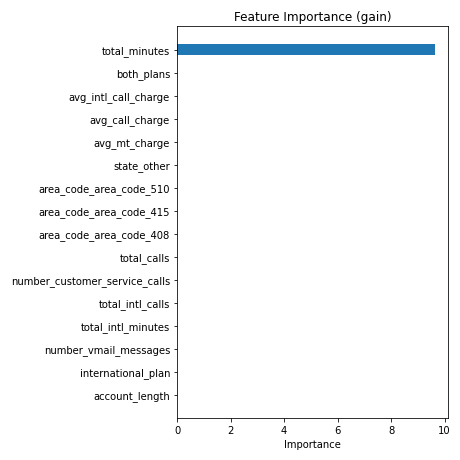 Feature Importance (gain)
total_minutes
both_plans
avg_intl_call_charge
avg_call_charge
avg_mt_charge
state_other
area_code_area_code_510
area_code_area_code_415
area_code_area_code_408
total_calls
number_customer_service_calls
total_intl_calls
total_intl_minutes
number_vmail_messages
international_plan
account_length
0 2 4 6 8 10
Importance